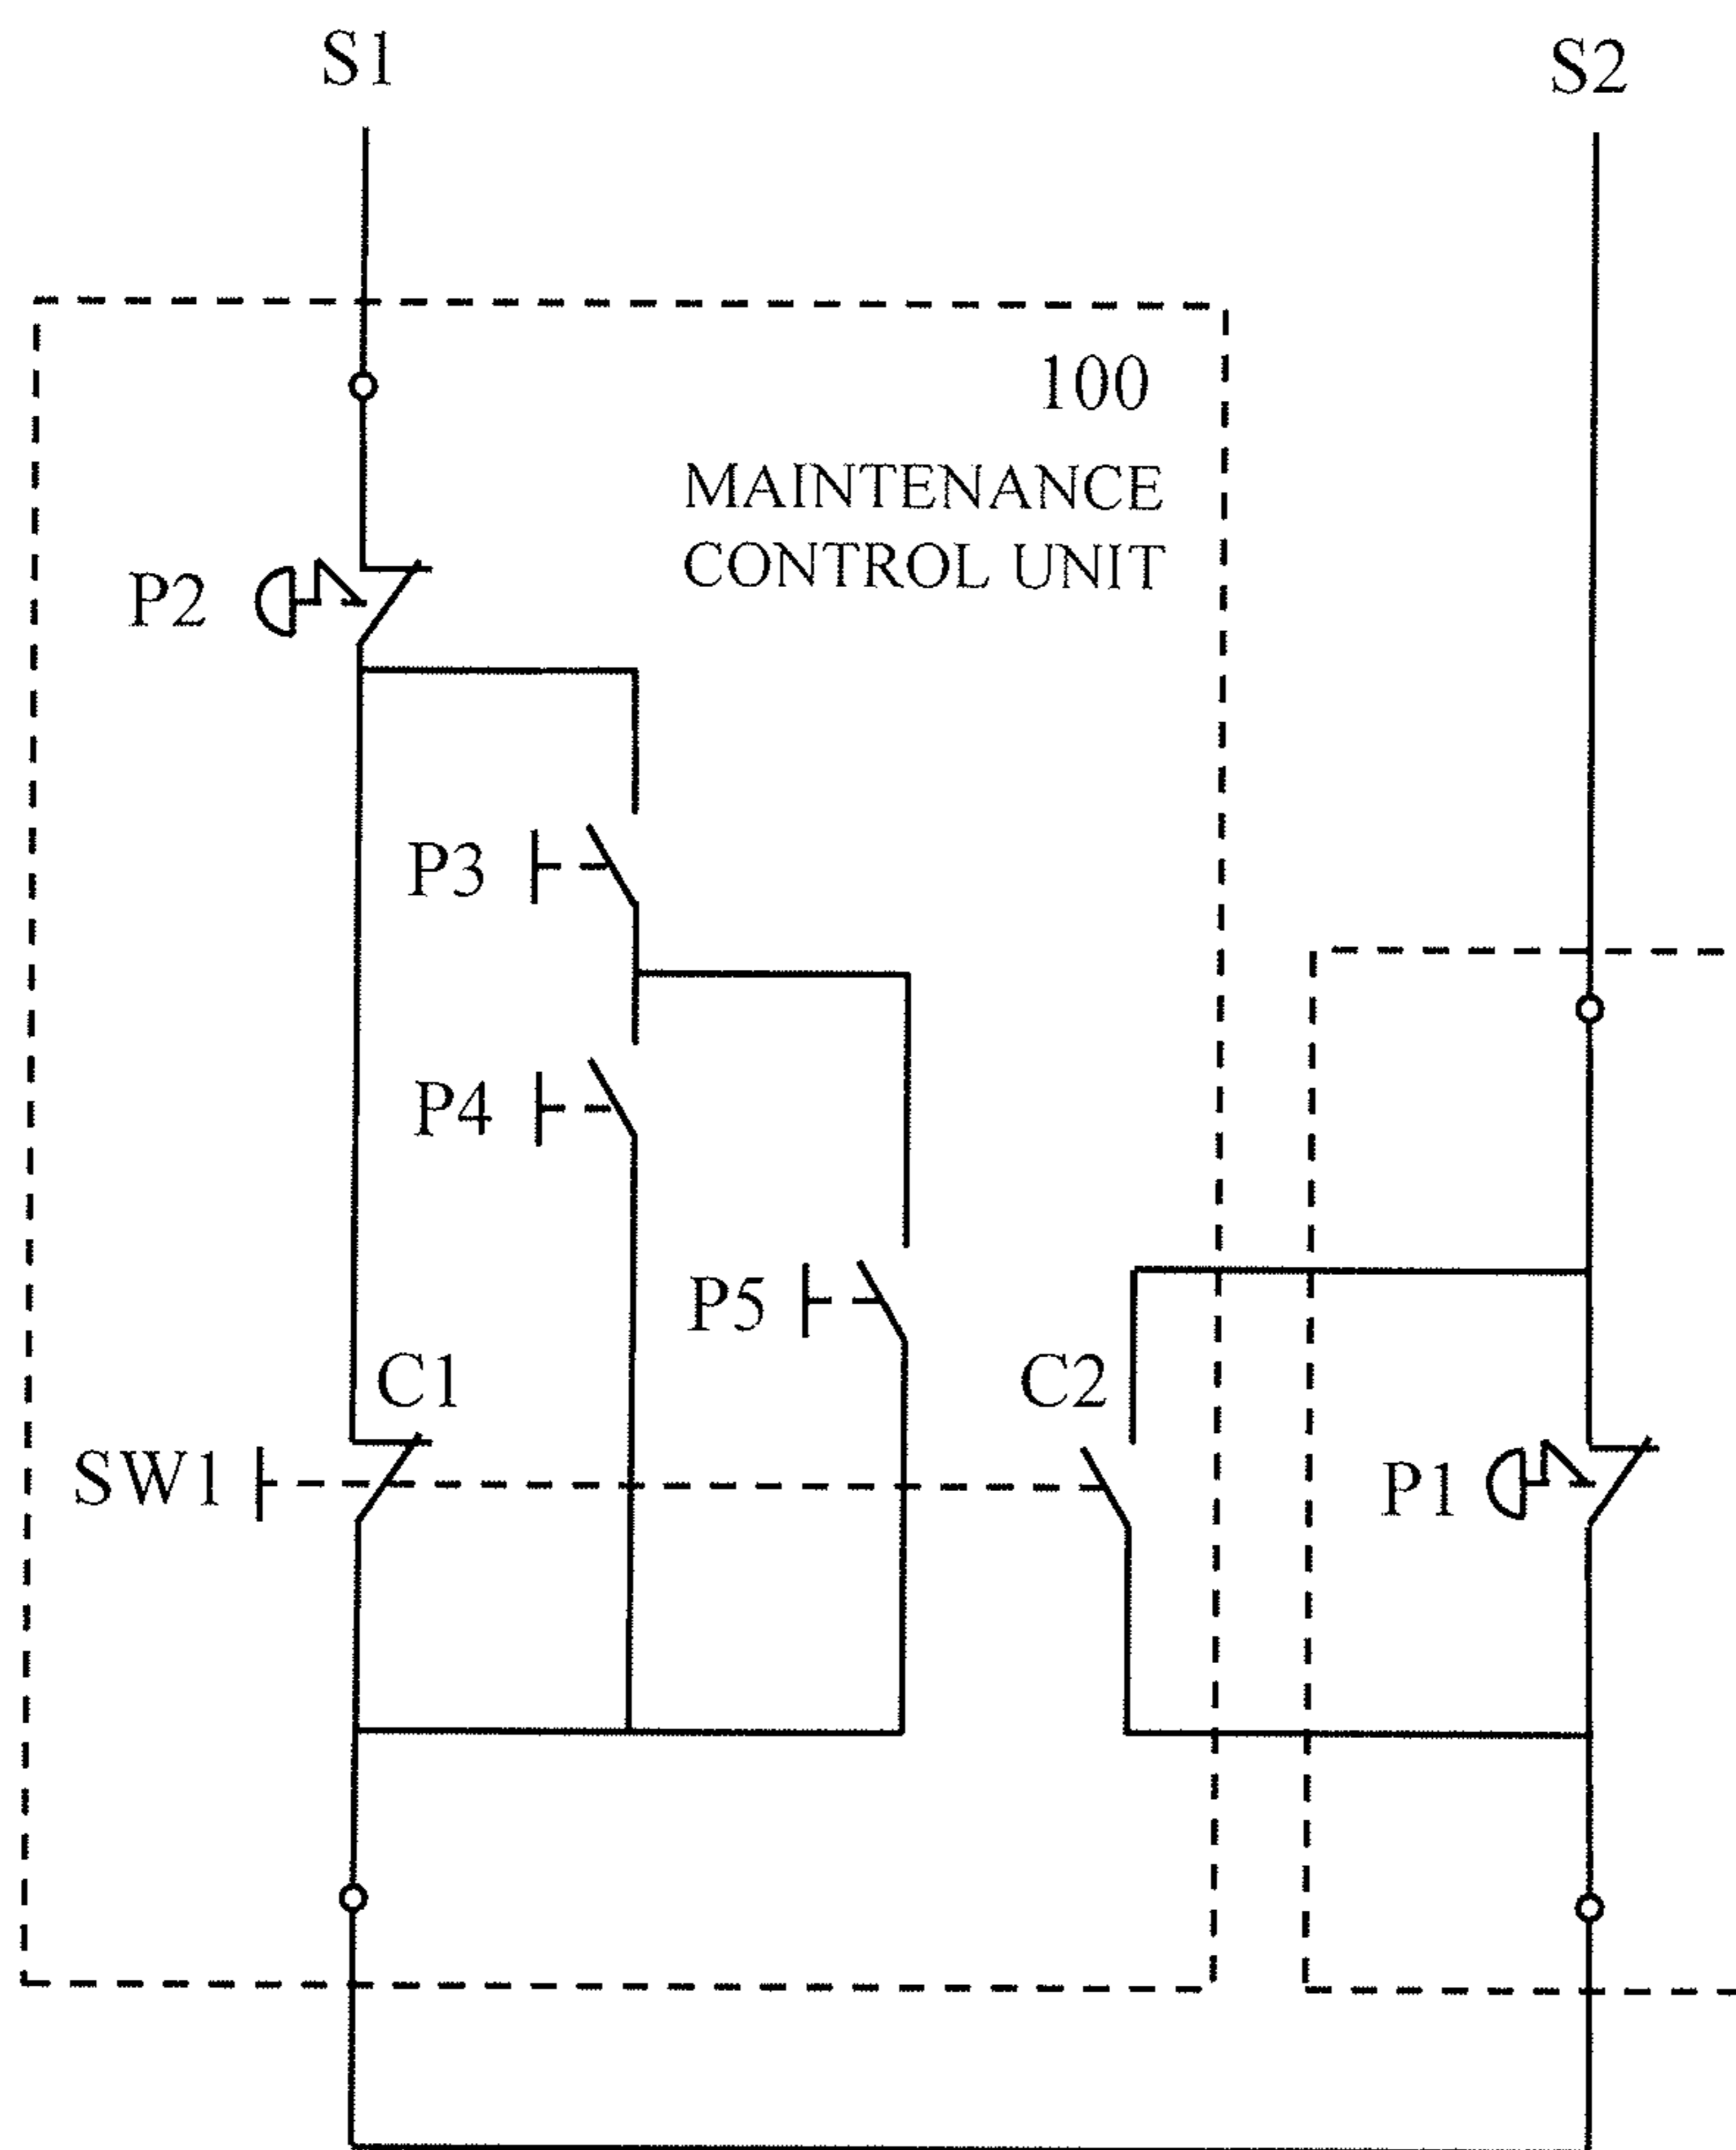 S1
S2
100
MAINTENANCE
CONTROL UNIT
P2
P3
P4
P5
C1
C2
SW1
P1